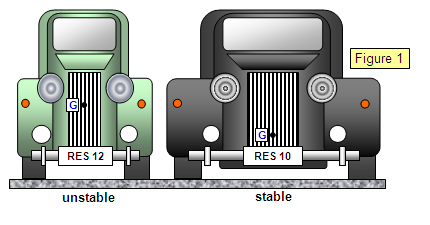 Figure 1
G
G
RES 12
RES 10
unstable
stable